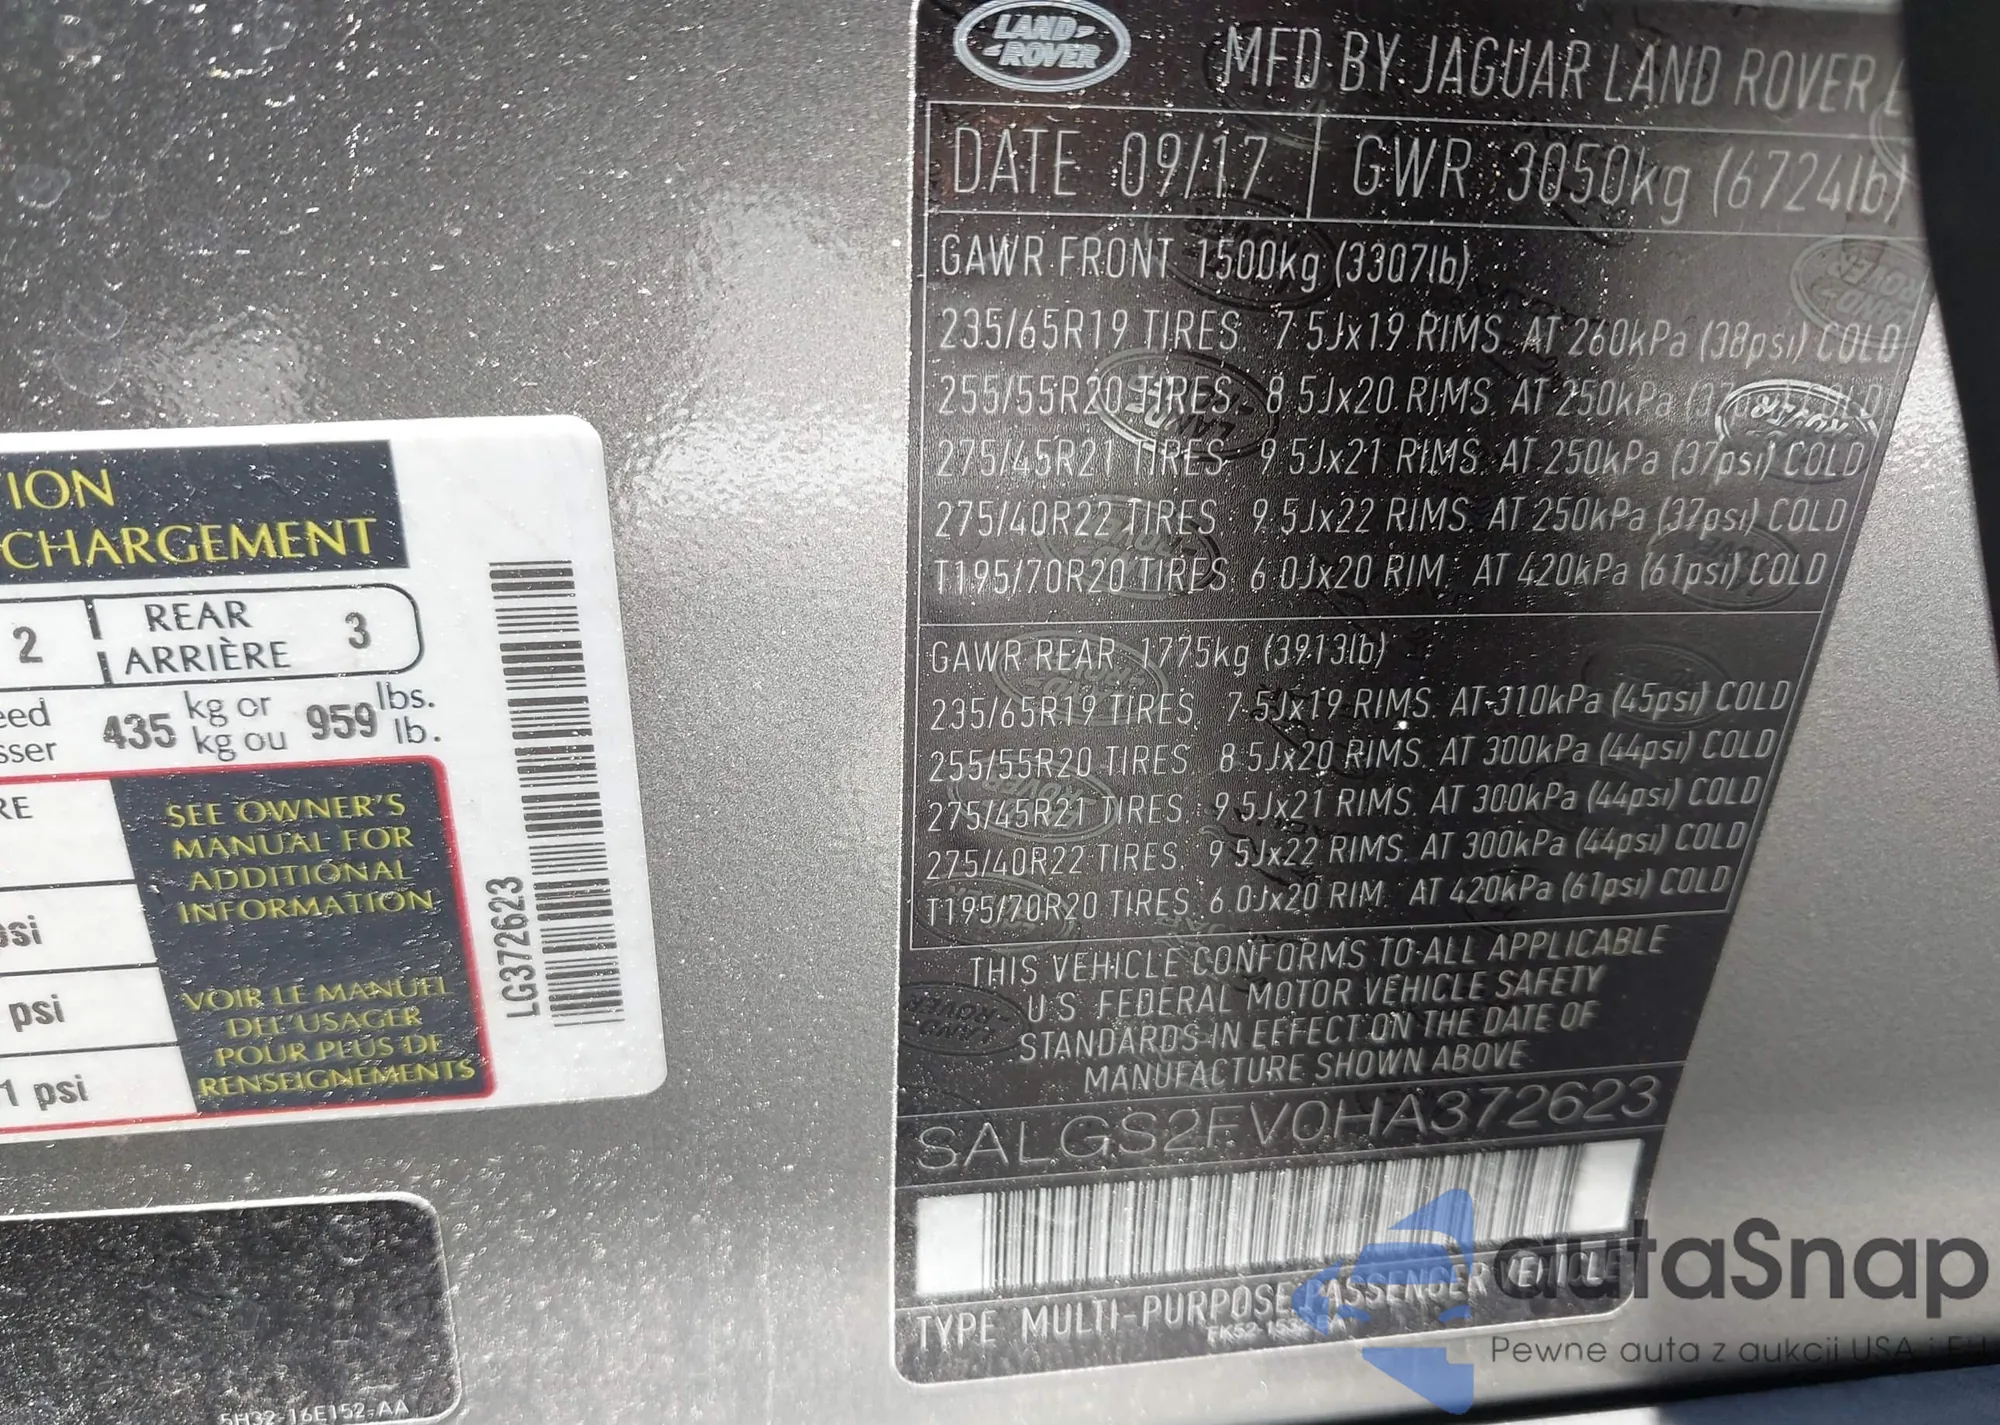 LAND ROVER
MFD BY JAGUAR LAND ROVER
DATE 09/17 GWR 3050kg (6724lb)
GAWR FRONT 1500kg (3307lb)
235/65R19 TIRES 7.5Jx19 RIMS. AT 260kPa (38psi) COLD
255/55R20 TIRES. 8.5Jx20 RIMS. AT 250kPa COLD
275/45R21 TIRES 9.5Jx21 RIMS. AT 250kPa (37psi) COLD
275/40R22 TIRES 9.5Jx22 RIMS. AT 250kPa (37psi) COLD
T195/70R20 TIRES 6.0Jx20 RIM. AT 420kPa (61psi) COLD
GAWR REAR 1775kg (3913lb)
235/65R19 TIRES. 7.5Jx19 RIMS. AT 310kPa (45psi) COLD
255/55R20 TIRES. 8.5Jx20 RIMS. AT 300kPa (44psi) COLD
275/45R21 TIRES 9.5Jx21 RIMS. AT 300kPa (44psi) COLD
275/40R22 TIRES. 9.5Jx22 RIMS. AT 300kPa (44psi) COLD
T195/70R20 TIRES. 6.0Jx20 RIM. AT 420kPa (61psi) COLD
THIS VEHICLE CONFORMS TO ALL APPLICABLE
U.S. FEDERAL MOTOR VEHICLE SAFETY
STANDARDS IN EFFECT ON THE DATE OF
MANUFACTURE SHOWN ABOVE
SALGS2FV0HA372623
TYPE MULTI-PURPOSE PASSENGER VEHICLE
ION
CHARGEMENT
2 REAR 3
ARRIÈRE
eed 435 kg or 959 lbs.
sser kg ou lb.
RE
SEE OWNER'S
MANUAL FOR
ADDITIONAL
INFORMATION
psi
psi
1 psi
VOIR LE MANUEL
DEL'USAGER
POUR PLUS DE
RENSEIGNEMENTS
LG372623
5H32-16E152-AA
autaSnap
Pewne auta z aukcji USA i EU